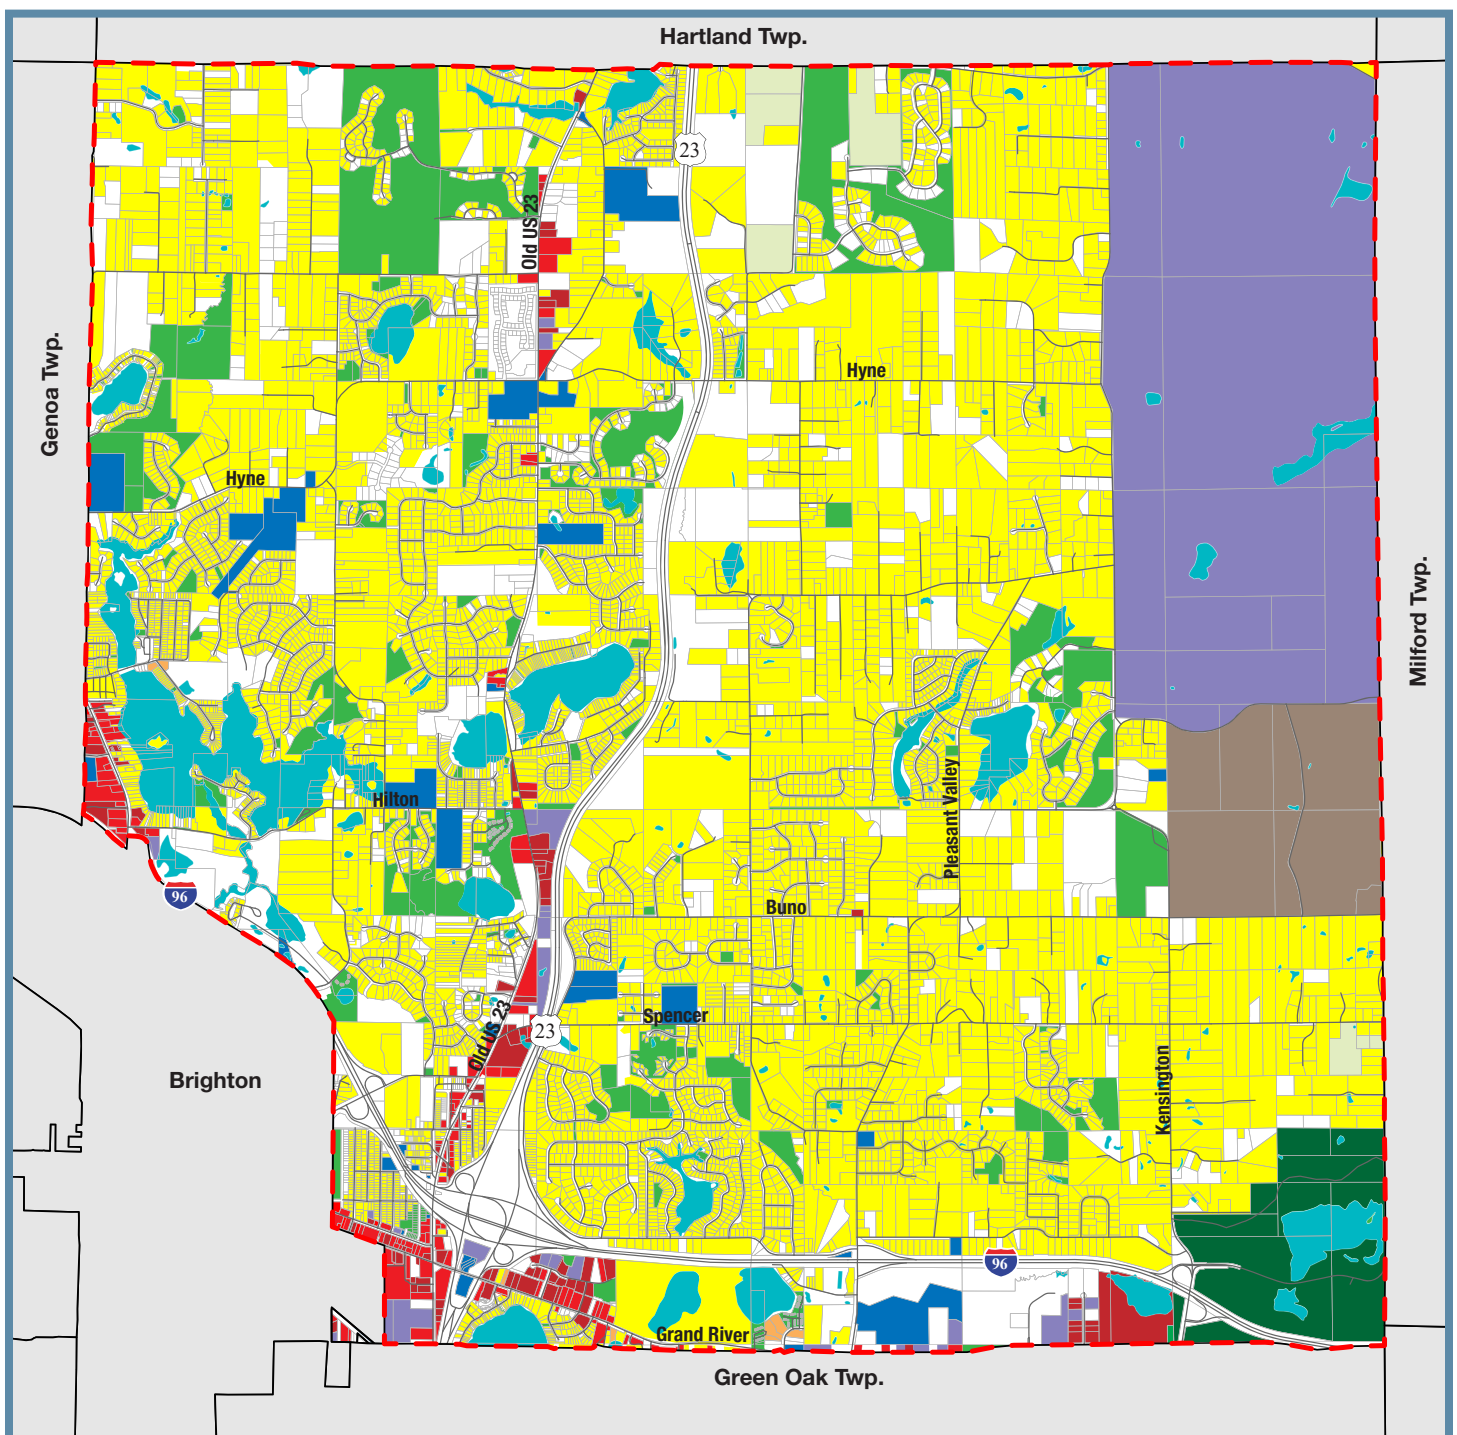 Hartland Twp.
23
Old US 23
Genoa Twp.
Hyne
Hyne
Milford Twp.
Hilton
Pleasant Valley
96
Buno
Spencer
Old US 23
23
Brighton
Kensington
96
Grand River
Green Oak Twp.